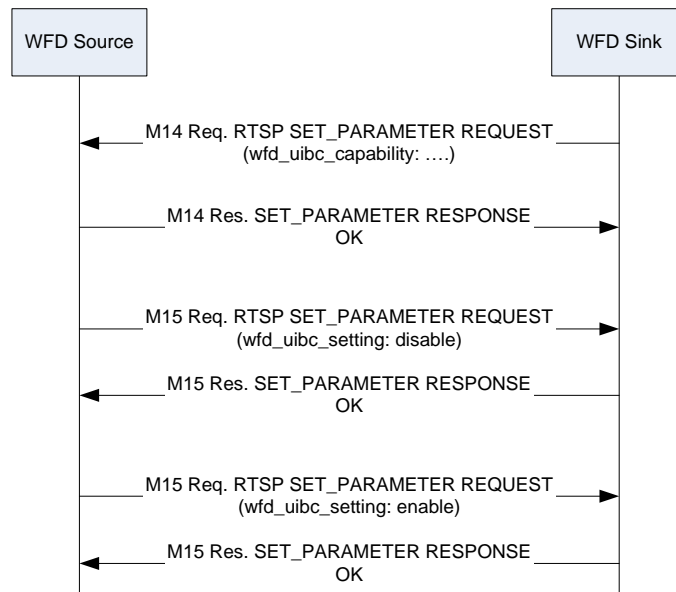 WFD Source
WFD Sink
M14 Req. RTSP SET_PARAMETER REQUEST
(wfd_uibc_capability: ….)
M14 Res. SET_PARAMETER RESPONSE
OK
M15 Req. RTSP SET_PARAMETER REQUEST
(wfd_uibc_setting: disable)
M15 Res. SET_PARAMETER RESPONSE
OK
M15 Req. RTSP SET_PARAMETER REQUEST
(wfd_uibc_setting: enable)
M15 Res. SET_PARAMETER RESPONSE
OK